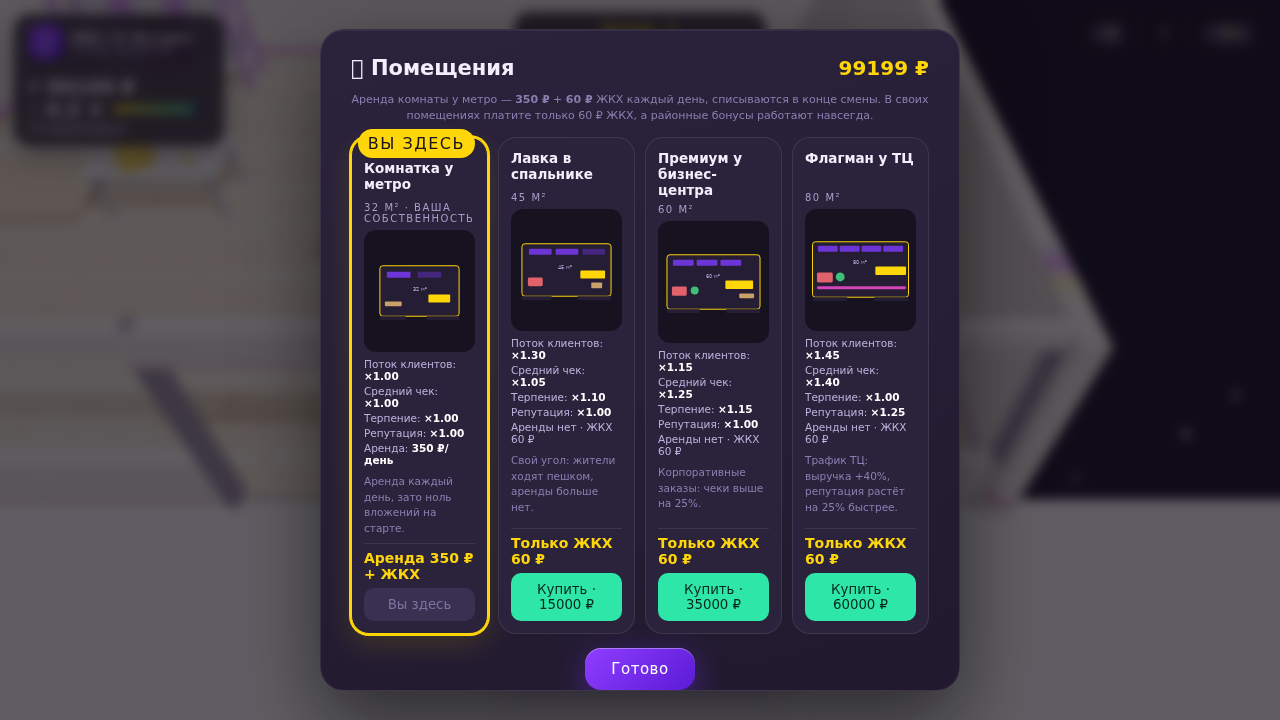 Помещения
99199 ₽
Аренда комнаты у метро — 350 ₽ + 60 ₽ ЖКХ каждый день, списываются в конце смены. В своих
помещениях платите только 60 ₽ ЖКХ, а районные бонусы работают навсегда.
ВЫ ЗДЕСЬ
Комнатка у
метро
32 М² · ВАША
СОБСТВЕННОСТЬ
32 м²
Поток клиентов:
×1.00
Средний чек:
×1.00
Терпение: ×1.00
Репутация: ×1.00
Аренда: 350 ₽/
день
Аренда каждый
день, зато ноль
вложений на
старте.
Аренда 350 ₽
+ ЖКХ
Вы здесь
Лавка в
спальнике
45 М²
45 м²
Поток клиентов:
×1.30
Средний чек:
×1.05
Терпение: ×1.10
Репутация: ×1.00
Аренды нет · ЖКХ
60 ₽
Свой угол: жители
ходят пешком,
аренды больше
нет.
Только ЖКХ
60 ₽
Купить ·
15000 ₽
Премиум у
бизнес-
центра
60 М²
60 м²
Поток клиентов:
×1.15
Средний чек:
×1.25
Терпение: ×1.15
Репутация: ×1.00
Аренды нет · ЖКХ
60 ₽
Корпоративные
заказы: чеки выше
на 25%.
Только ЖКХ
60 ₽
Купить ·
35000 ₽
Флагман у ТЦ
80 М²
80 м²
Поток клиентов:
×1.45
Средний чек:
×1.40
Терпение: ×1.00
Репутация: ×1.25
Аренды нет · ЖКХ
60 ₽
Трафик ТЦ:
выручка +40%,
репутация растёт
на 25% быстрее.
Только ЖКХ
60 ₽
Купить ·
60000 ₽
Готово